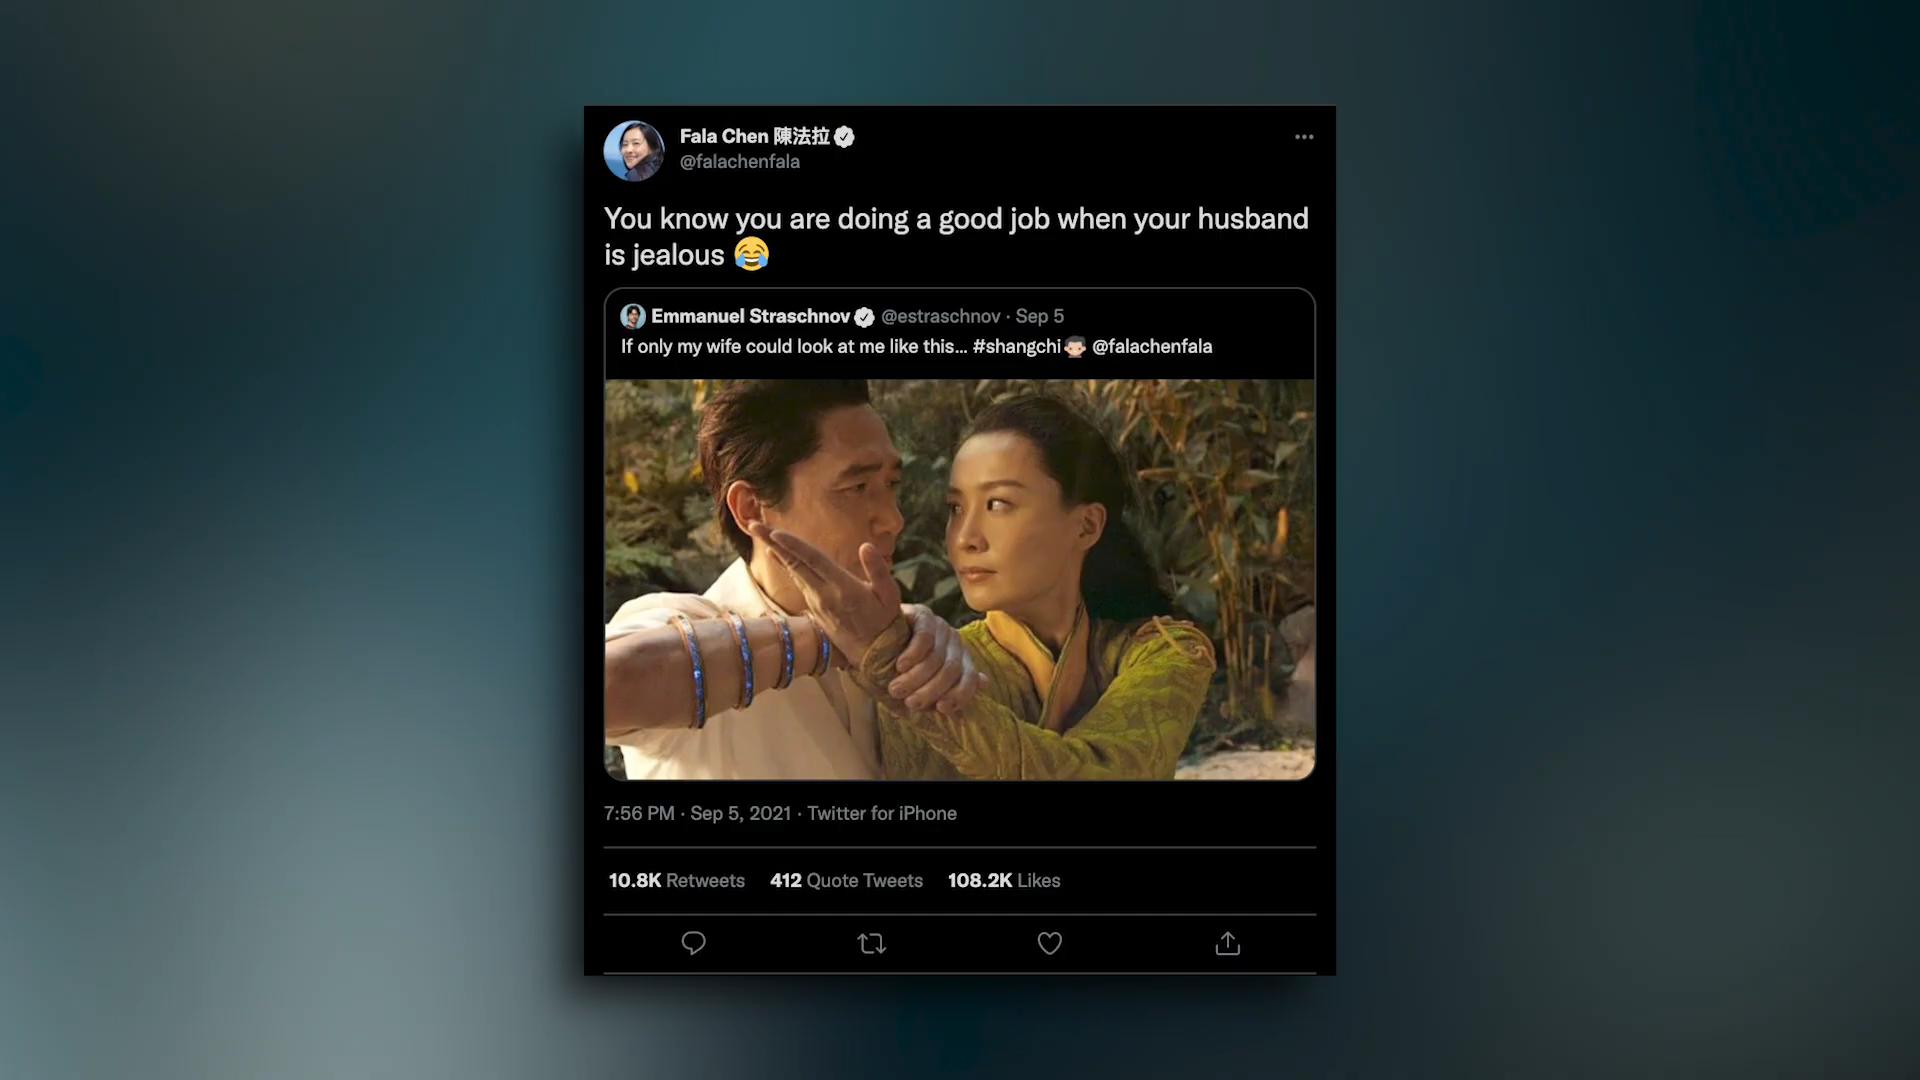 Fala Chen 陳法拉
@falachenfala
You know you are doing a good job when your husband
is jealous 😂
Emmanuel Straschnov @estraschnov · Sep 5
If only my wife could look at me like this... #shangchi @falachenfala
7:56 PM · Sep 5, 2021 · Twitter for iPhone
10.8K Retweets 412 Quote Tweets 108.2K Likes